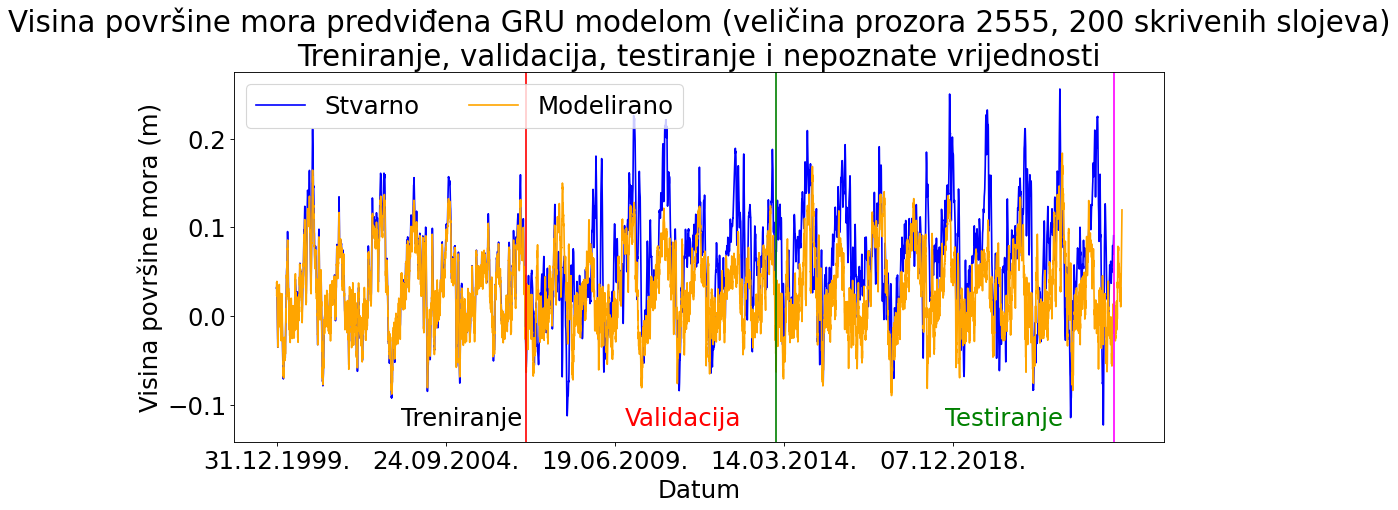 Visina površine mora predviđena GRU modelom (veličina prozora 2555, 200 skrivenih slojeva)
Treniranje, validacija, testiranje i nepoznate vrijednosti
Stvarno
Modelirano
Visina površine mora (m)
0.2
0.1
0.0
−0.1
Treniranje
Validacija
Testiranje
31.12.1999.
24.09.2004.
19.06.2009.
14.03.2014.
07.12.2018.
Datum